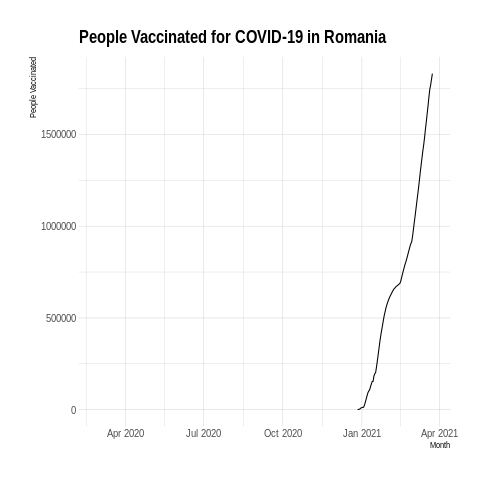 People Vaccinated for COVID-19 in Romania
People Vaccinated
1500000
1000000
500000
0
Apr 2020 Jul 2020 Oct 2020 Jan 2021 Apr 2021
Month